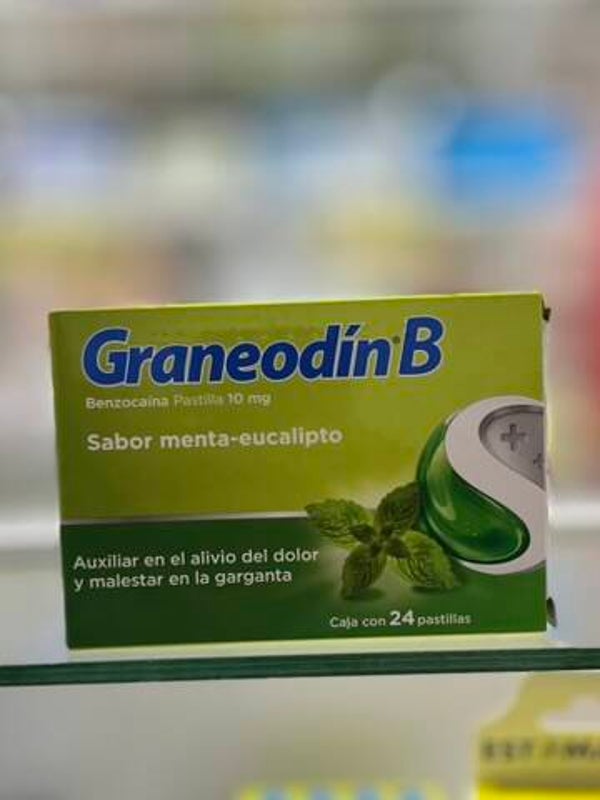 Graneodín® B
Benzocaína Pastilla 10 mg
Sabor menta-eucalipto
Auxiliar en el alivio del dolor
y malestar en la garganta
Caja con 24 pastillas